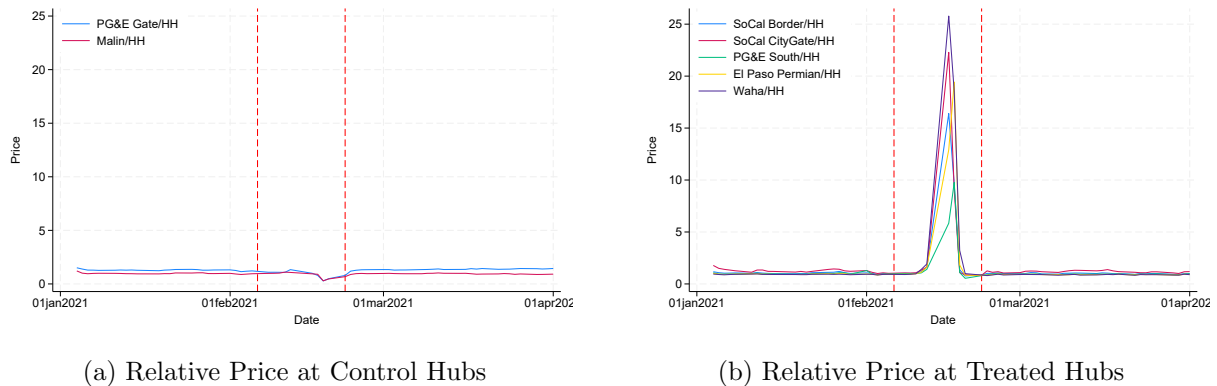 25
20
15
10
5
0
Price
PG&E Gate/HH
Malin/HH
01jan2021
01feb2021
01mar2021
01apr202
Date
(a) Relative Price at Control Hubs
25
20
15
10
5
0
Price
SoCal Border/HH
SoCal CityGate/HH
PG&E South/HH
El Paso Permian/HH
Waha/HH
01jan2021
01feb2021
01mar2021
01apr202
Date
(b) Relative Price at Treated Hubs